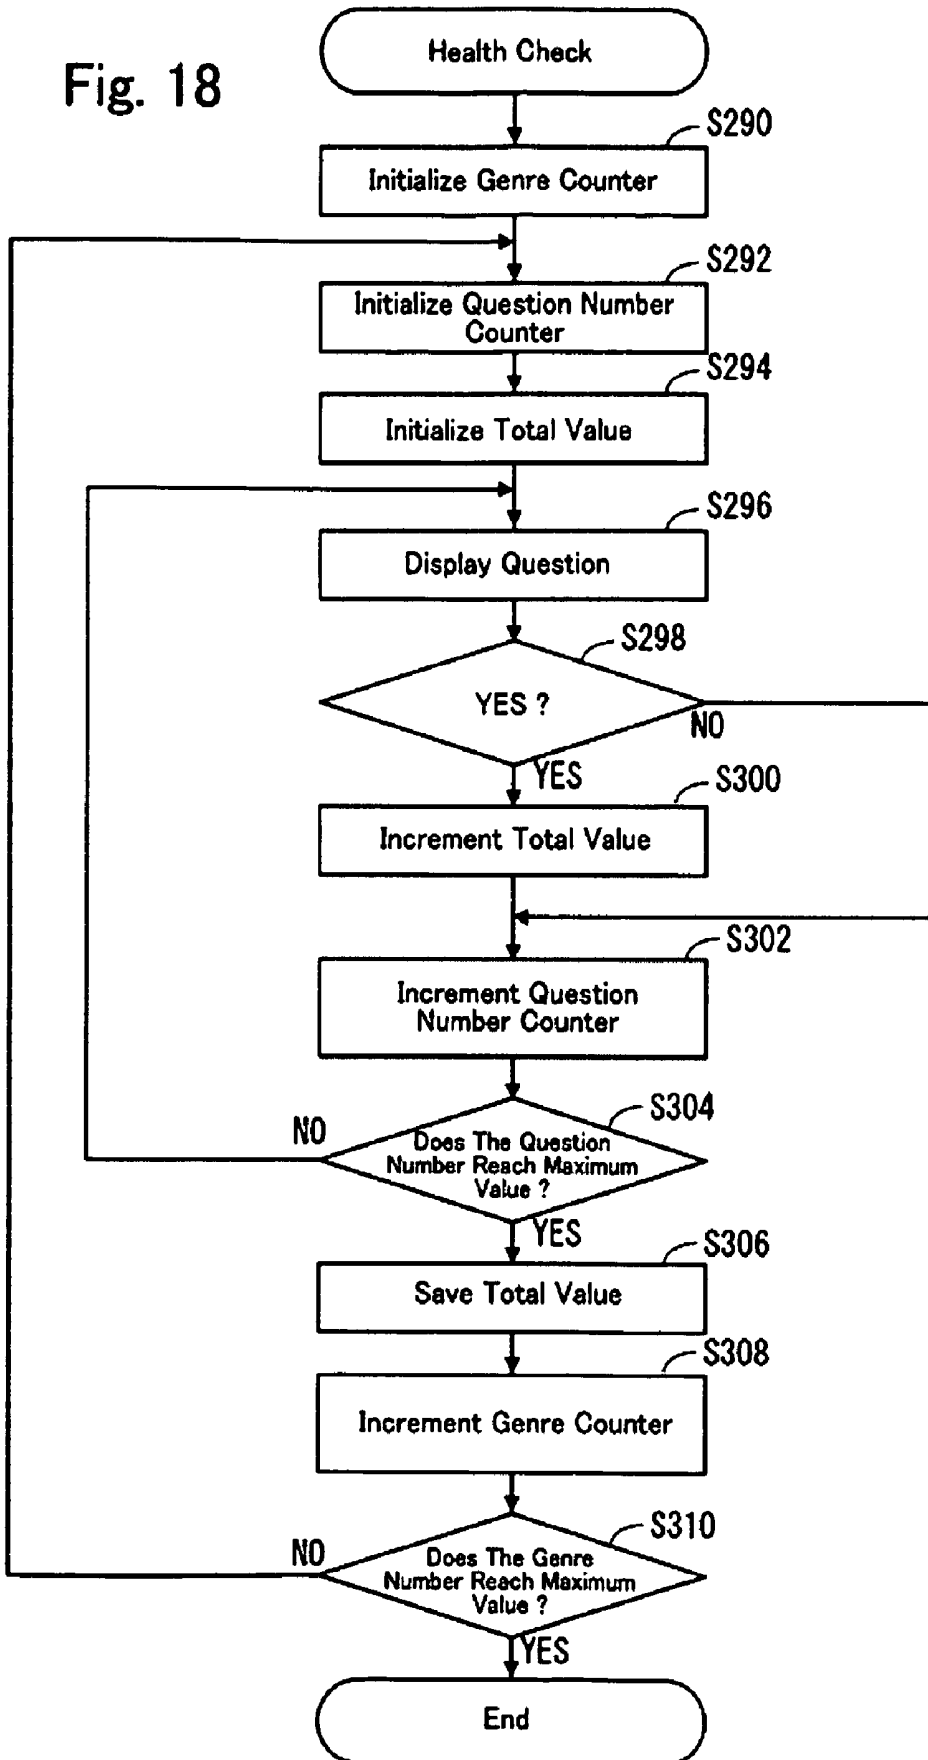 Fig. 18
Health Check
S290
Initialize Genre Counter
S292
Initialize Question Number
Counter
S294
Initialize Total Value
S296
Display Question
S298
YES ?
NO
YES
S300
Increment Total Value
S302
Increment Question
Number Counter
S304
NO
Does The Question
Number Reach Maximum
Value ?
YES
S306
Save Total Value
S308
Increment Genre Counter
S310
NO
Does The Genre
Number Reach Maximum
Value ?
YES
End